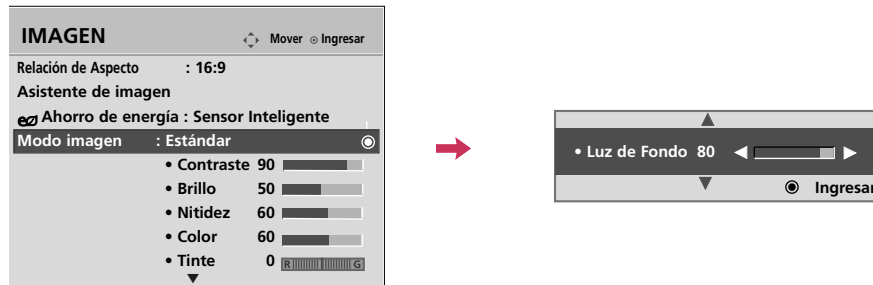 IMAGEN
Mover Ingresar
Relación de Aspecto : 16:9
Asistente de imagen
Ahorro de energía : Sensor Inteligente
Modo imagen : Estándar
• Contraste 90
• Brillo 50
• Nitidez 60
• Color 60
• Tinte 0 R G
• Luz de Fondo 80
Ingresar